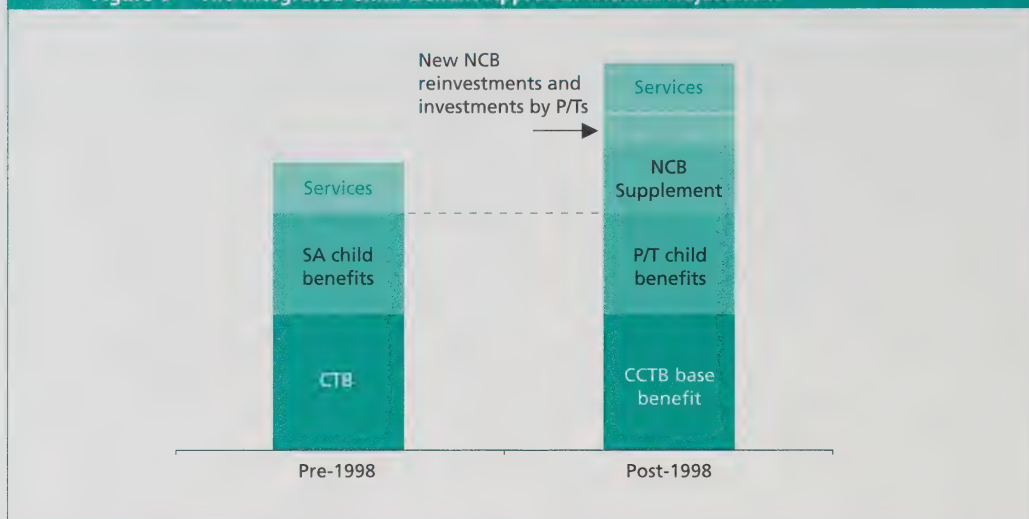 New NCB
reinvestments and
investments by P/Ts
Services
NCB
Supplement
P/T child
benefits
CCTB base
benefit
Services
SA child
benefits
CTB
Pre-1998
Post-1998